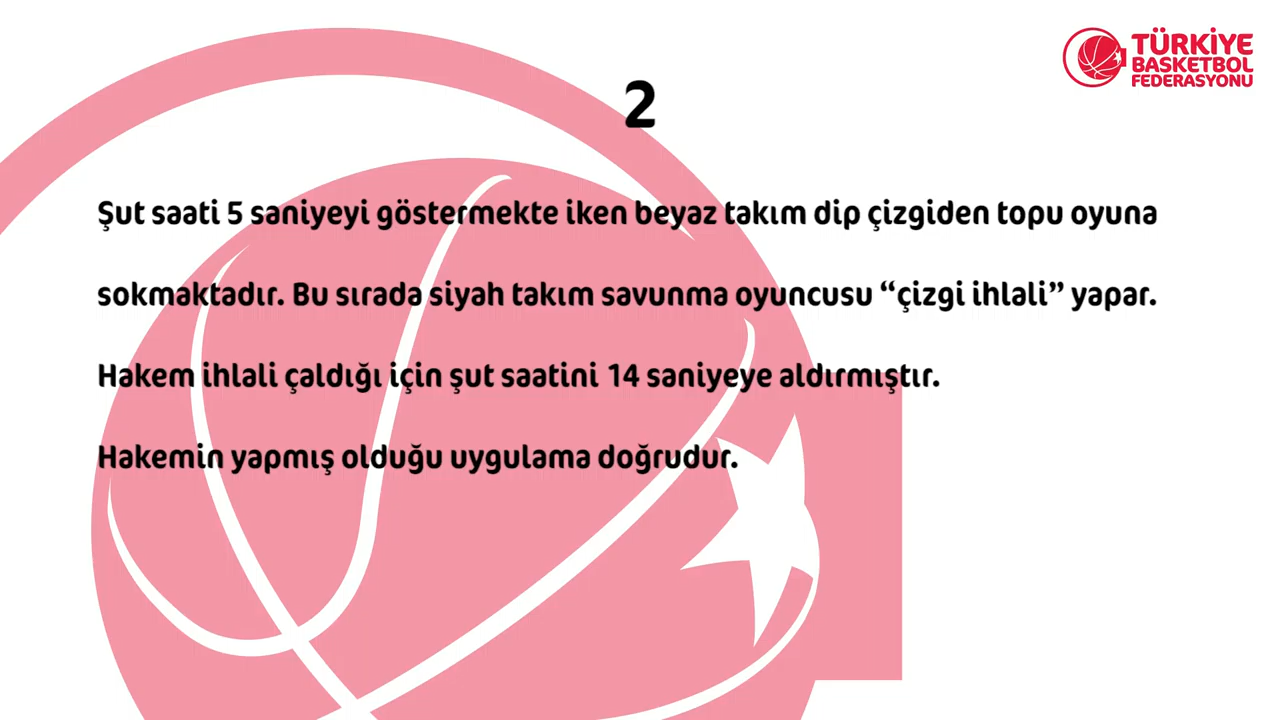 TÜRKİYE
BASKETBOL
FEDERASYONU
2
Şut saati 5 saniyeyi göstermekte iken beyaz takım dip çizgiden topu oyuna
sokmaktadır. Bu sırada siyah takım savunma oyuncusu “çizgi ihlali” yapar.
Hakem ihlali çaldığı için şut saatini 14 saniyeye aldırmıştır.
Hakemin yapmış olduğu uygulama doğrudur.